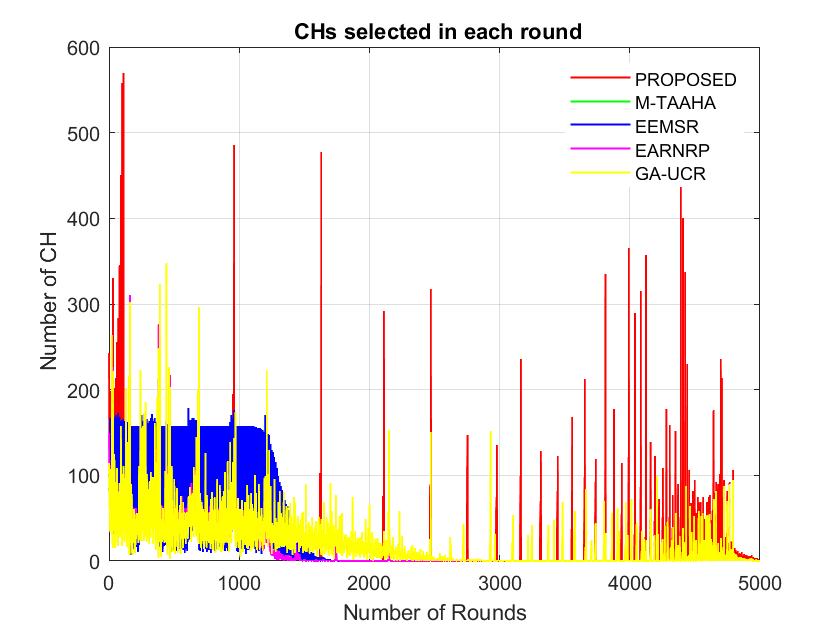 CHs selected in each round
600
500
400
300
200
100
0
Number of CH
PROPOSED
M-TAAHA
EEMSR
EARNRP
GA-UCR
0 1000 2000 3000 4000 5000
Number of Rounds